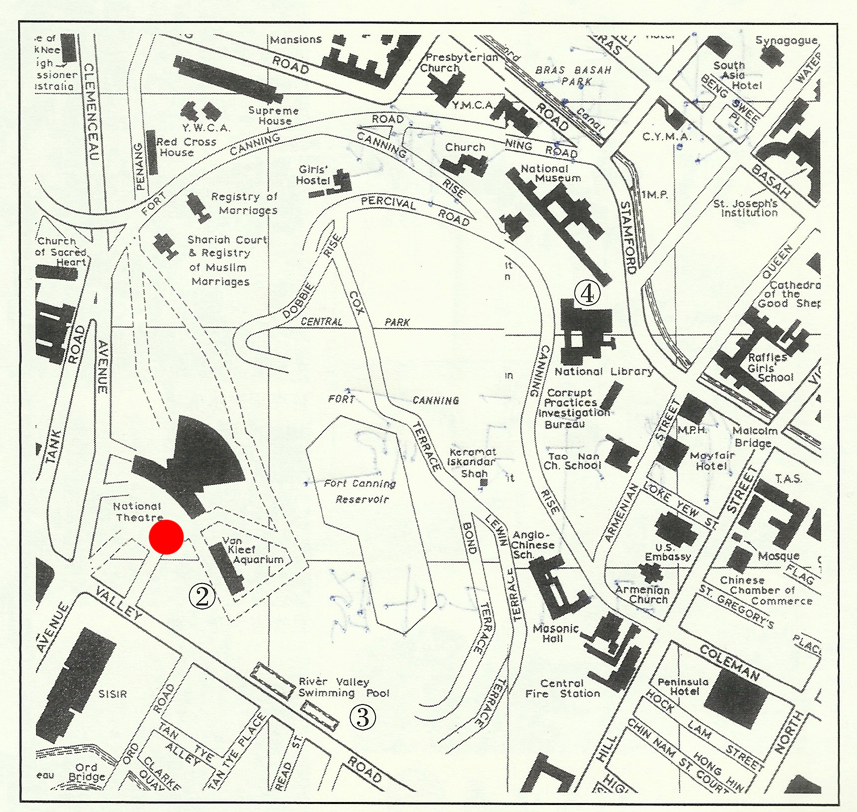 se of
kNee
igh
ssioner
stralia
CLEMENCEAU
PENANG
Mansions
ROAD
Supreme
House
Y.W.C.A.
Red Cross
House
CANNING
ROAD
FORT
Presbyterian
Church
Y.M.C.A.
BRAS BASAH
PARK
ROAD
Canal
BRAS
Hotel
South
Asia
Hotel
Synagogue
WATER
BENG SWEE
PL.
C.Y.M.A.
BASAH
NING ROAD
CANNING
RISE
Church
National
Museum
1M.P.
STAMFORD
St. Joseph's
Institution
QUEEN
Girls'
Hostel
PERCIVAL ROAD
Registry of
Marriages
Shariah Court
& Registry
of Muslim
Marriages
Church
of Sacred
Heart
DOBBIE RISE
COX
TERRACE
CENTRAL PARK
④
Cathedra
of the
Good Shep
National Library
Raffles
Girls'
School
CANNING
RISE
Corrupt
Practices
Investigation
Bureau
TANK
ROAD
AVENUE
FORT CANNING
Fort Canning
Reservoir
Keramat
Iskandar
Shah
Tao Nan
Ch. School
ARMENIAN
STREET
M.P.H.
Mayfair
Hotel
Malcolm
Bridge
STREET
T.A.S.
LOKE YEW ST.
National
Theatre
Van
Kleef
Aquarium
②
BOND
TERRACE
LEWIN
TERRACE
Anglo-
Chinese
Sch.
U.S.
Embassy
Mosque
FLAG
Chinese
Chamber of
Commerce
Armenian
Church
ST. GREGORY'S
PLACE
AVENUE
VALLEY
ROAD
Masonic
Hall
COLEMAN
SISIR
River Valley
Swimming Pool
③
TERRACE
Central
Fire Station
Peninsula
Hotel
HOCK
LAM
STREET
NORTH
ROAD
ORD
TAN TYE
ALLEY
TAN TYE PLACE
READ ST.
HILL
CHIN NAM ST.
HONG HIN
COURT
eau
Ord
Bridge
CLARKE
QUAY
HIGH